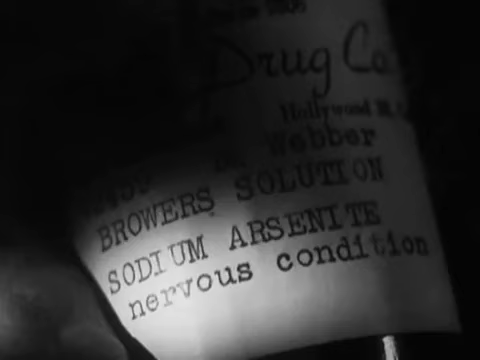 Drug Co
Hollywood
Webber
BROWERS SOLUTION
SODIUM ARSENITE
nervous condition